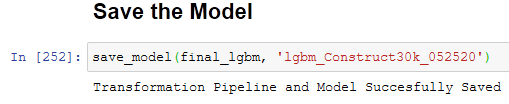 Save the Model
In [252]: save_model(final_lgbm, 'lgbm_Construct30k_052520')
Transformation Pipeline and Model Succesfully Saved